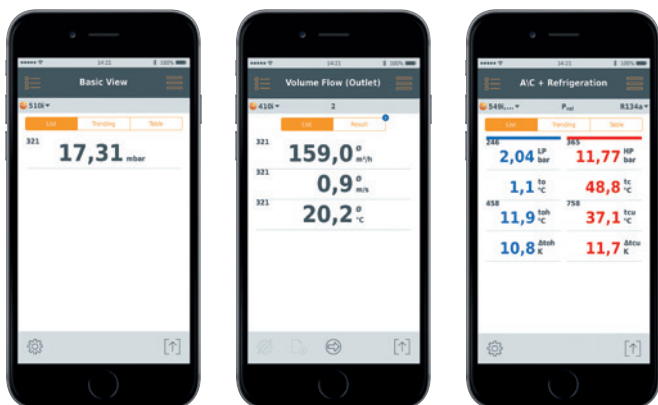 14:21
100%
Basic View
510i
List Trending Table
321
17,31 mbar
14:21
100%
Volume Flow (Outlet)
410i 2
List Result
321
159,0 Ø m³/h
321
0,9 Ø m/s
321
20,2 Ø °C
14:21
100%
A\C + Refrigeration
549i,... Prel R134a
List Trending Table
246 365
2,04 LP bar 11,77 HP bar
1,1 to °C 48,8 tc °C
458 758
11,9 toh °C 37,1 tcu °C
10,8 Δtoh K 11,7 Δtcu K